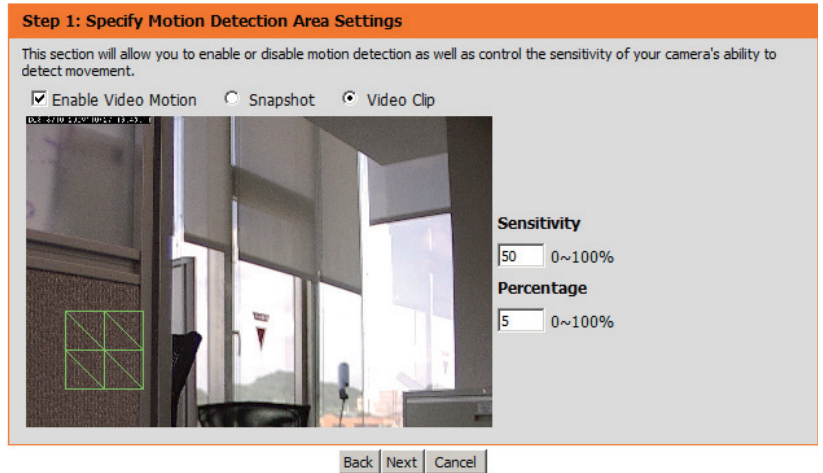 Step 1: Specify Motion Detection Area Settings
This section will allow you to enable or disable motion detection as well as control the sensitivity of your camera's ability to
detect movement.
Enable Video Motion Snapshot Video Clip
Sensitivity
50 0~100%
Percentage
5 0~100%
Back Next Cancel